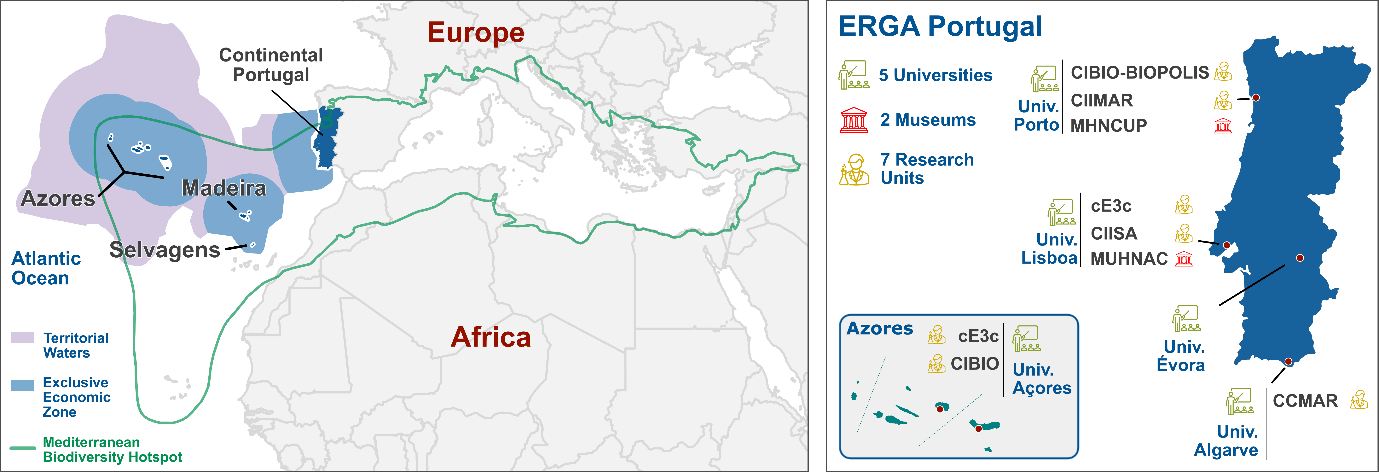 Europe
Continental
Portugal
Azores
Madeira
Selvagens
Atlantic
Ocean
Africa
Territorial
Waters
Exclusive
Economic
Zone
Mediterranean
Biodiversity Hotspot
ERGA Portugal
5 Universities
2 Museums
7 Research
Units
Univ.
Porto
CIBIO-BIOPOLIS
CIIMAR
MHNCUP
Univ.
Lisboa
cE3c
CIISA
MUHNAC
Univ.
Évora
Azores
cE3c
CIBIO
Univ.
Açores
Univ.
Algarve
CCMAR